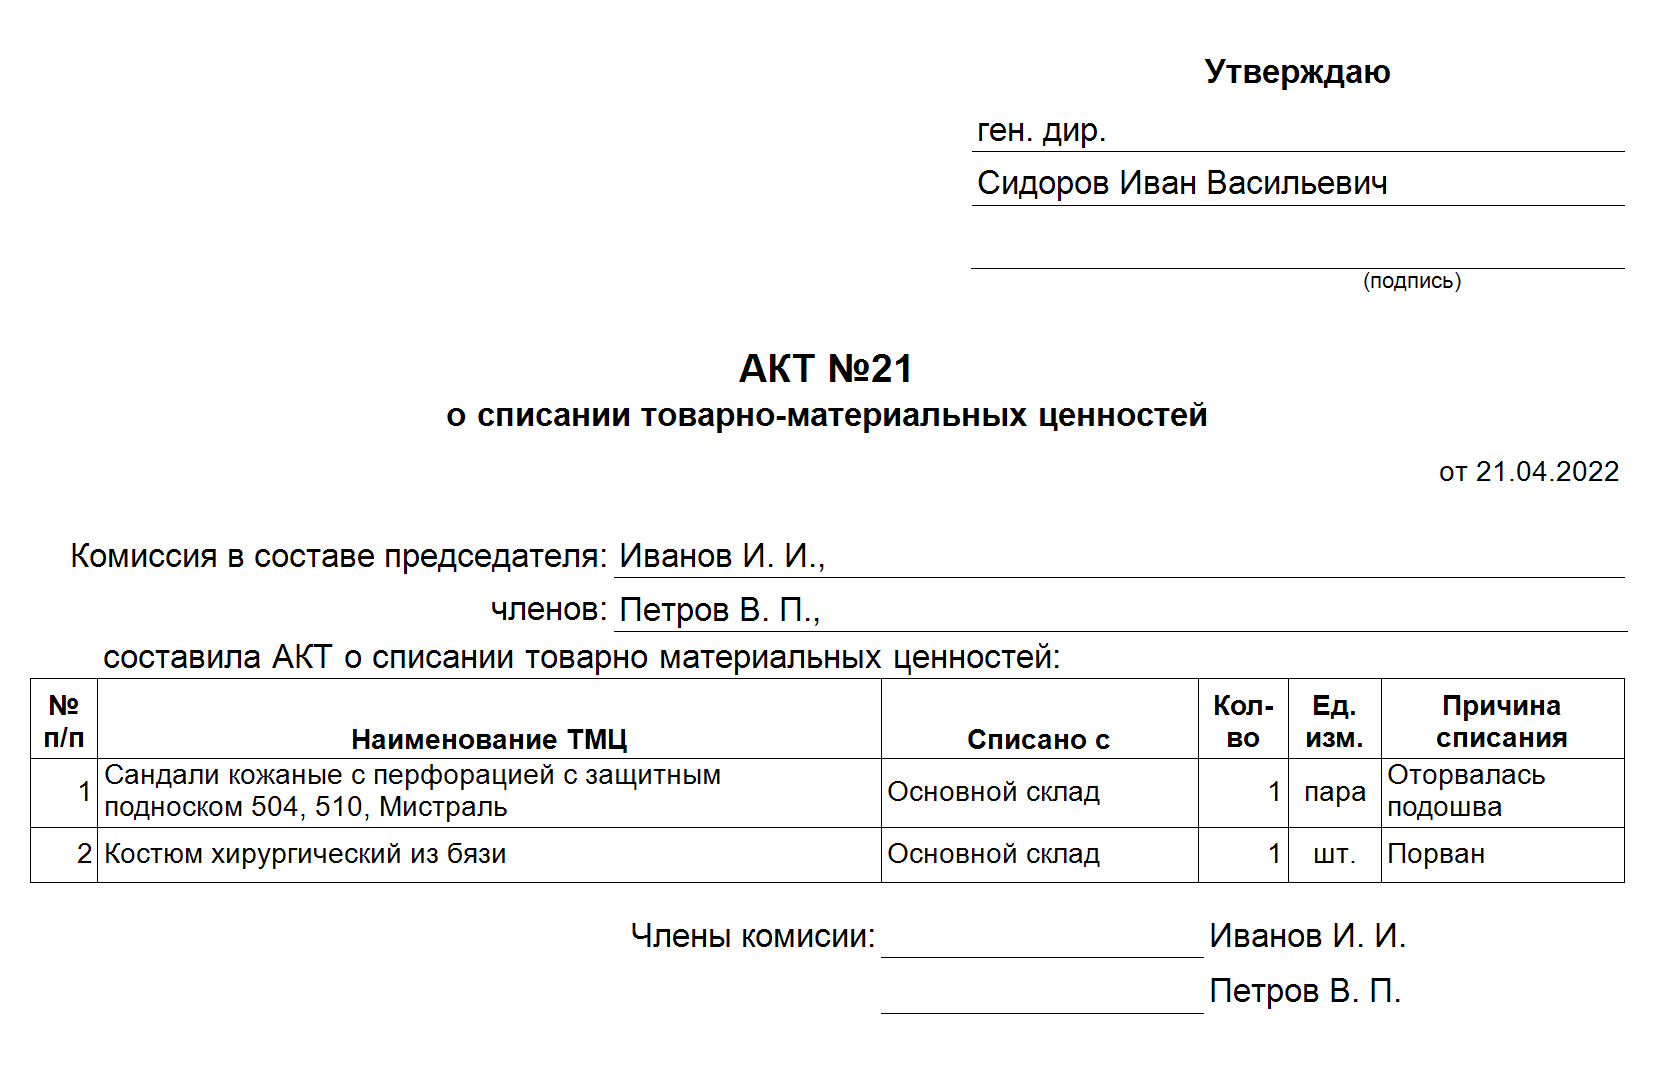 Утверждаю
ген. дир.
Сидоров Иван Васильевич
(подпись)
АКТ №21
о списании товарно-материальных ценностей
от 21.04.2022
Комиссия в составе председателя: Иванов И. И.,
членов: Петров В. П.,
составила АКТ о списании товарно материальных ценностей:
№ п/п Наименование ТМЦ Списано с Кол-во Ед. изм. Причина списания
1 Сандали кожаные с перфорацией с защитным подноском 504, 510, Мистраль Основной склад 1 пара Оторвалась подошва
2 Костюм хирургический из бязи Основной склад 1 шт. Порван
Члены комисии: Иванов И. И.
Петров В. П.